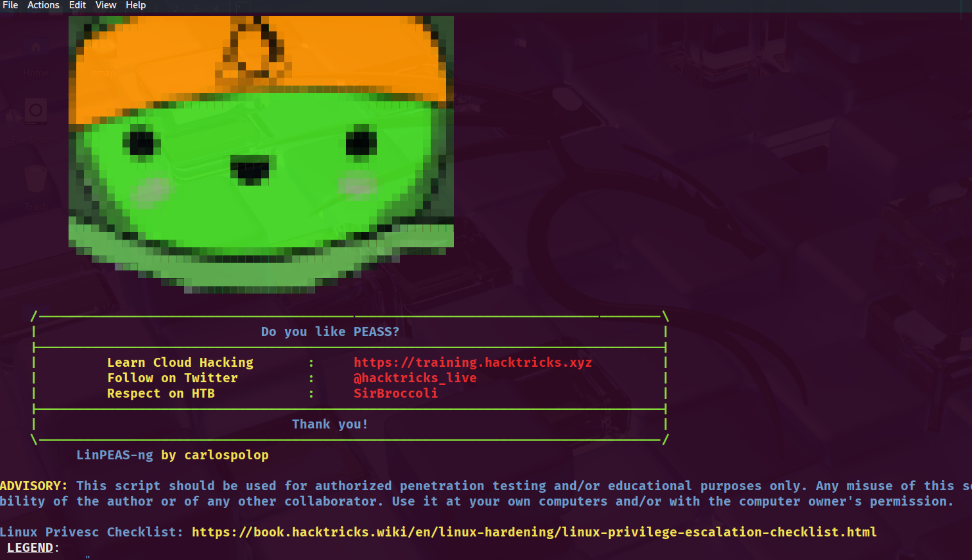 File Actions Edit View Help
Do you like PEASS?
Learn Cloud Hacking : https://training.hacktricks.xyz
Follow on Twitter : @hacktricks_live
Respect on HTB : SirBroccoli
Thank you!
LinPEAS-ng by carlospolop
ADVISORY: This script should be used for authorized penetration testing and/or educational purposes only. Any misuse of this so
bility of the author or of any other collaborator. Use it at your own computers and/or with the computer owner's permission.
Linux Privesc Checklist: https://book.hacktricks.wiki/en/linux-hardening/linux-privilege-escalation-checklist.html
LEGEND: